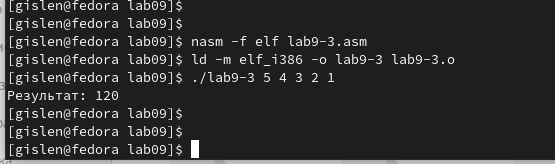 [gislen@fedora lab09]$
[gislen@fedora lab09]$
[gislen@fedora lab09]$ nasm -f elf lab9-3.asm
[gislen@fedora lab09]$ ld -m elf_i386 -o lab9-3 lab9-3.o
[gislen@fedora lab09]$ ./lab9-3 5 4 3 2 1
Результат: 120
[gislen@fedora lab09]$
[gislen@fedora lab09]$
[gislen@fedora lab09]$